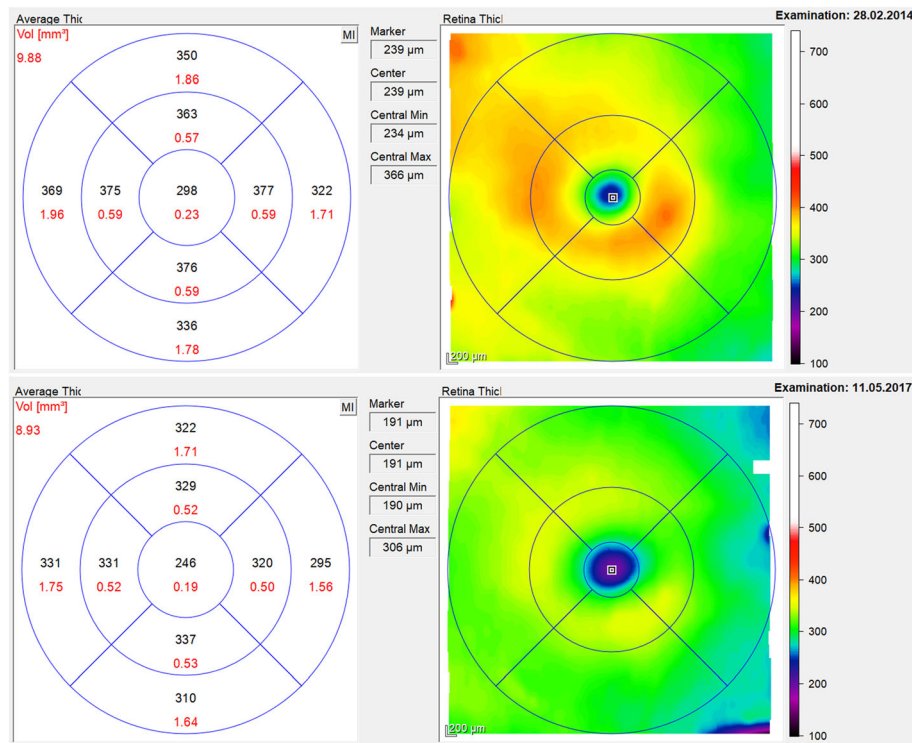 Average Thic
Retina Thicl
Examination: 28.02.2014
Vol [mm³]
9.88
MI
350
1.86
363
0.57
369
1.96
375
0.59
298
0.23
377
0.59
322
1.71
376
0.59
336
1.78
Marker
239 µm
Center
239 µm
Central Min
234 µm
Central Max
366 µm
200 µm
700
600
500
400
300
200
100
Average Thic
Retina Thicl
Examination: 11.05.2017
Vol [mm³]
8.93
MI
322
1.71
329
0.52
331
1.75
331
0.52
246
0.19
320
0.50
295
1.56
337
0.53
310
1.64
Marker
191 µm
Center
191 µm
Central Min
190 µm
Central Max
306 µm
200 µm
700
600
500
400
300
200
100